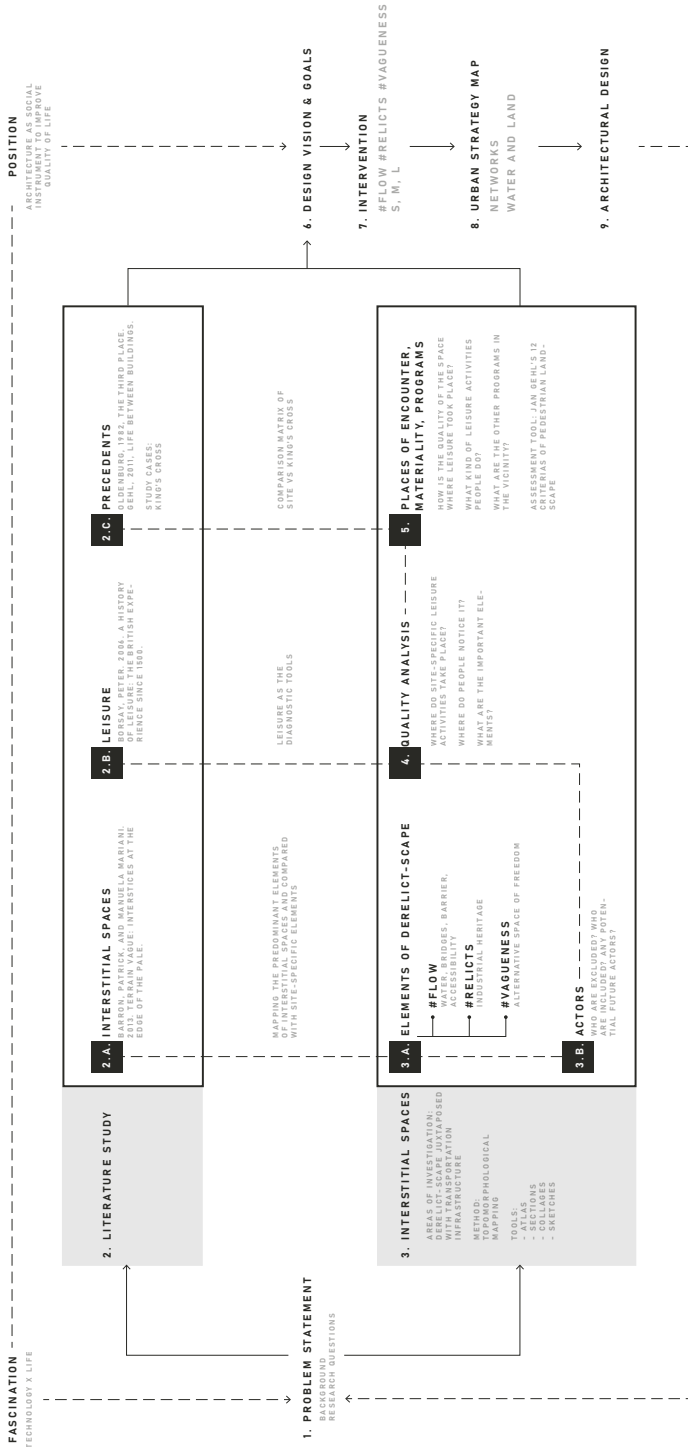 FASCINATION
TECHNOLOGY X LIFE
POSITION
ARCHITECTURE AS SOCIAL
INSTRUMENT TO IMPROVE
QUALITY OF LIFE
1. PROBLEM STATEMENT
BACKGROUND
RESEARCH QUESTIONS
2. LITERATURE STUDY
2.A. INTERSTITIAL SPACES
BARRON, PATRICK, AND MANUELA MARIANI.
2013. TERRAIN VAGUE: INTERSTICES AT THE
EDGE OF THE PALE.
2.B. LEISURE
BORSAY, PETER. 2006. A HISTORY
OF LEISURE: THE BRITISH EXPE-
RIENCE SINCE 1500.
2.C. PRECEDENTS
OLDENBURG, 1982, THE THIRD PLACE.
GEHL, 2011, LIFE BETWEEN BUILDINGS.
STUDY CASES:
KING'S CROSS
MAPPING THE PREDOMINANT ELEMENTS
OF INTERSTITIAL SPACES AND COMPARED
WITH SITE-SPECIFIC ELEMENTS
LEISURE AS THE
DIAGNOSTIC TOOLS
COMPARISON MATRIX OF
SITE VS KING'S CROSS
3. INTERSTITIAL SPACES
AREAS OF INVESTIGATION:
DERELICT-SCAPE JUXTAPOSED
WITH TRANSPORTATION
INFRASTRUCTURE
METHOD:
TOPOMORPHOLOGICAL
MAPPING
TOOLS:
- ATLAS
- SECTIONS
- COLLAGES
- SKETCHES
3.A. ELEMENTS OF DERELICT-SCAPE
#FLOW
WATER, BRIDGES, BARRIER,
ACCESSIBILITY
#RELICTS
INDUSTRIAL HERITAGE
#VAGUENESS
ALTERNATIVE SPACE OF FREEDOM
3.B. ACTORS
WHO ARE EXCLUDED? WHO
ARE INCLUDED? ANY POTEN-
TIAL FUTURE ACTORS?
4. QUALITY ANALYSIS
WHERE DO SITE-SPECIFIC LEISURE
ACTIVITIES TAKE PLACE?
WHERE DO PEOPLE NOTICE IT?
WHAT ARE THE IMPORTANT ELE-
MENTS?
5. PLACES OF ENCOUNTER,
MATERIALITY, PROGRAMS
HOW IS THE QUALITY OF THE SPACE
WHERE LEISURE TOOK PLACE?
WHAT KIND OF LEISURE ACTIVITIES
PEOPLE DO?
WHAT ARE THE OTHER PROGRAMS IN
THE VICINITY?
ASSESSMENT TOOL: JAN GEHL'S 12
CRITERIAS OF PEDESTRIAN LAND-
SCAPE
6. DESIGN VISION & GOALS
7. INTERVENTION
#FLOW #RELICTS #VAGUENESS
S, M, L
8. URBAN STRATEGY MAP
NETWORKS
WATER AND LAND
9. ARCHITECTURAL DESIGN